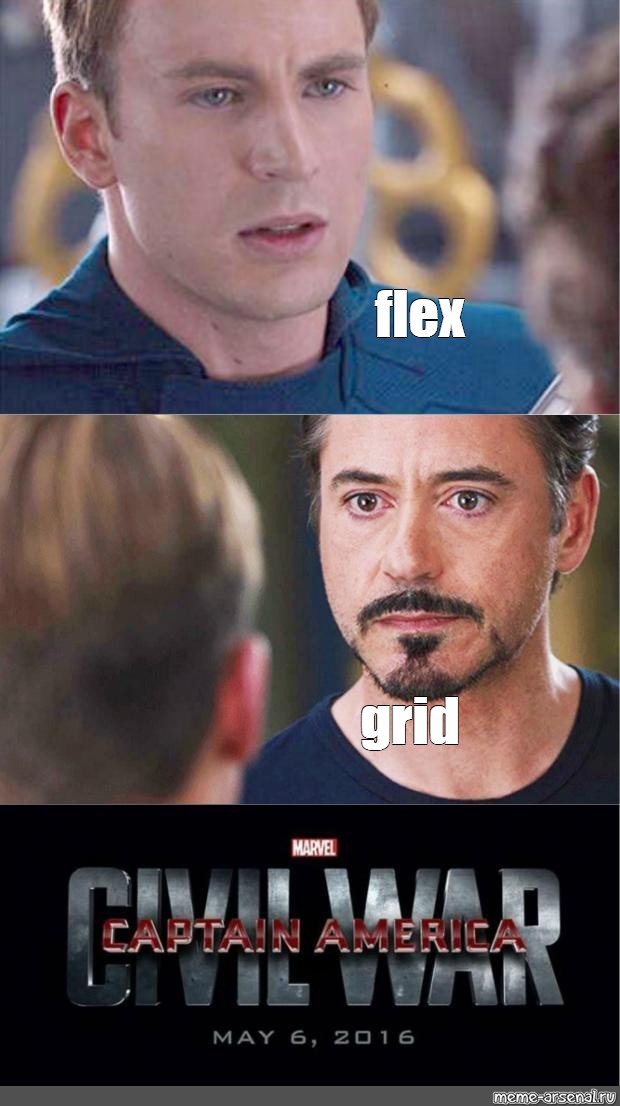 flex
grid
MARVEL
CIVIL WAR
CAPTAIN AMERICA
MAY 6, 2016
meme-arsenal.ru